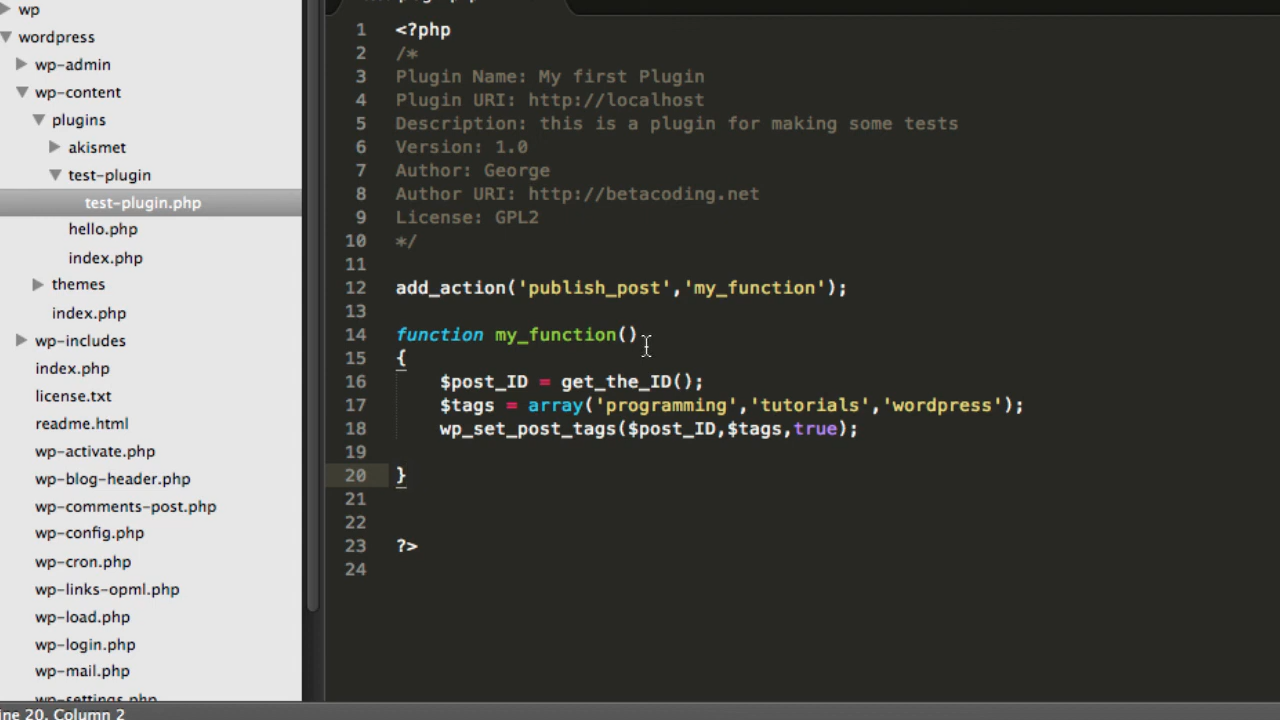 wp
wordpress
wp-admin
wp-content
plugins
akismet
test-plugin
test-plugin.php
hello.php
index.php
themes
index.php
wp-includes
index.php
license.txt
readme.html
wp-activate.php
wp-blog-header.php
wp-comments-post.php
wp-config.php
wp-cron.php
wp-links-opml.php
wp-load.php
wp-login.php
wp-mail.php
wp-settings.php
1 <?php
2 /*
3 Plugin Name: My first Plugin
4 Plugin URI: http://localhost
5 Description: this is a plugin for making some tests
6 Version: 1.0
7 Author: George
8 Author URI: http://betacoding.net
9 License: GPL2
10 */
11
12 add_action('publish_post','my_function');
13
14 function my_function()
15 {
16 $post_ID = get_the_ID();
17 $tags = array('programming','tutorials','wordpress');
18 wp_set_post_tags($post_ID,$tags,true);
19
20 }
21
22
23 ?>
24
ine 20, Column 2